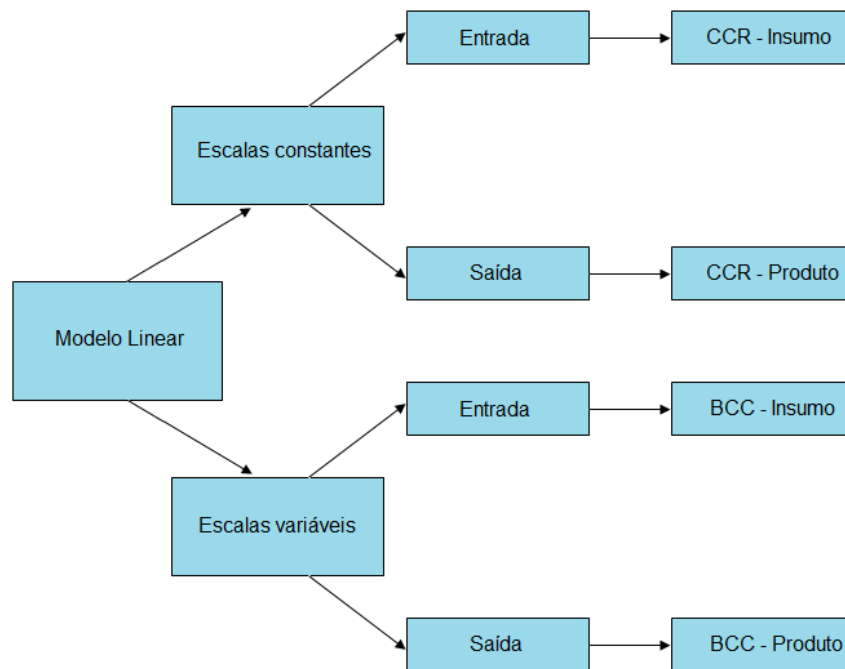 Entrada
CCR - Insumo
Escalas constantes
Saída
CCR - Produto
Modelo Linear
Entrada
BCC - Insumo
Escalas variáveis
Saída
BCC - Produto